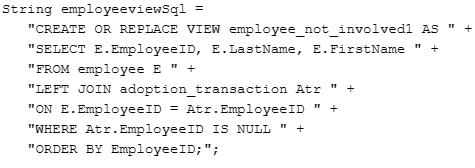 String employeeviewSql =
"CREATE OR REPLACE VIEW employee_not_involved1 AS " +
"SELECT E.EmployeeID, E.LastName, E.FirstName " +
"FROM employee E " +
"LEFT JOIN adoption_transaction Atr " +
"ON E.EmployeeID = Atr.EmployeeID " +
"WHERE Atr.EmployeeID IS NULL " +
"ORDER BY EmployeeID;";